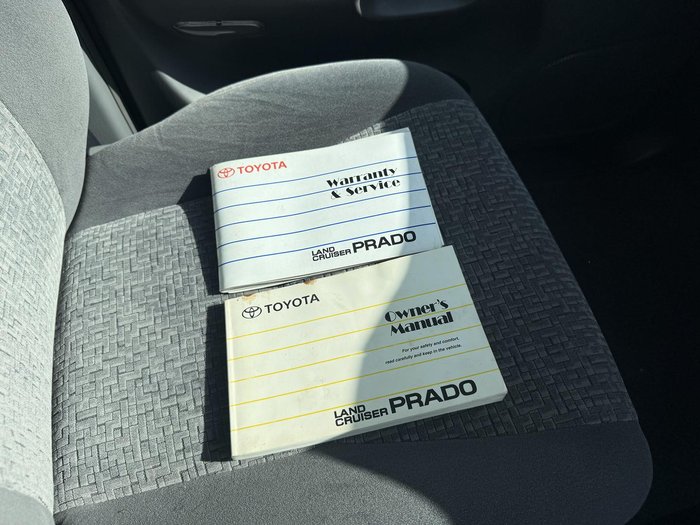 TOYOTA
Warranty
& Service
LAND
CRUISER PRADO
TOYOTA
Owner's
Manual
For your safety and comfort,
read carefully and keep in the vehicle.
LAND
CRUISER PRADO